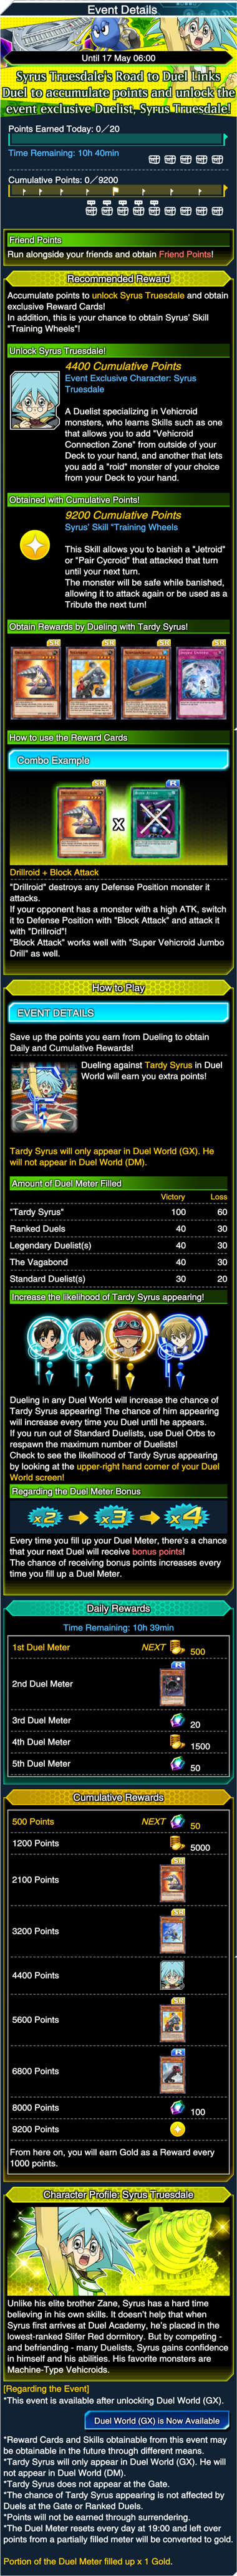 Event Details
Until 17 May 06:00
Syrus Truesdale's Road to Duel Links
Duel to accumulate points and unlock the
event exclusive Duelist, Syrus Truesdale!
Points Earned Today: 0／20
Time Remaining: 10h 40min
Cumulative Points: 0／9200
Friend Points
Run alongside your friends and obtain Friend Points!
Recommended Reward
Accumulate points to unlock Syrus Truesdale and obtain
exclusive Reward Cards!
In addition, this is your chance to obtain Syrus' Skill
"Training Wheels"!
Unlock Syrus Truesdale!
4400 Cumulative Points
Event Exclusive Character: Syrus
Truesdale
A Duelist specializing in Vehicroid
monsters, who learns Skills such as one
that allows you to add "Vehicroid
Connection Zone" from outside of your
Deck to your hand, and another that lets
you add a "roid" monster of your choice
from your Deck to your hand.
Obtained with Cumulative Points!
9200 Cumulative Points
Syrus' Skill "Training Wheels
This Skill allows you to banish a "Jetroid"
or "Pair Cycroid" that attacked that turn
until your next turn.
The monster will be safe while banished,
allowing it to attack again or be used as a
Tribute the next turn!
Obtain Rewards by Dueling with Tardy Syrus!
SR
SR
SR
SR
How to use the Reward Cards
Combo Example
SR
R
x
Drillroid + Block Attack
"Drillroid" destroys any Defense Position monster it
attacks.
If your opponent has a monster with a high ATK, switch
it to Defense Position with "Block Attack" and attack it
with "Drillroid"!
"Block Attack" works well with "Super Vehicroid Jumbo
Drill" as well.
How to Play
EVENT DETAILS
Save up the points you earn from Dueling to obtain
Daily and Cumulative Rewards!
Dueling against Tardy Syrus in Duel
World will earn you extra points!
Tardy Syrus will only appear in Duel World (GX). He
will not appear in Duel World (DM).
Amount of Duel Meter Filled
Victory Loss
"Tardy Syrus" 100 60
Ranked Duels 40 30
Legendary Duelist(s) 40 30
The Vagabond 40 30
Standard Duelist(s) 30 20
Increase the likelihood of Tardy Syrus appearing!
Dueling in any Duel World will increase the chance of
Tardy Syrus appearing! The chance of him appearing
will increase every time you Duel until he appears.
If you run out of Standard Duelists, use Duel Orbs to
respawn the maximum number of Duelists!
Check to see the likelihood of Tardy Syrus appearing
by looking at the upper-right hand corner of your Duel
World screen!
Regarding the Duel Meter Bonus
x2 x3 x4
Every time you fill up your Duel Meter, there's a chance
that your next Duel will receive bonus points!
The chance of receiving bonus points increases every
time you fill up a Duel Meter.
Daily Rewards
Time Remaining: 10h 39min
1st Duel Meter NEXT 500
2nd Duel Meter R
3rd Duel Meter 20
4th Duel Meter 1500
5th Duel Meter 50
Cumulative Rewards
500 Points NEXT 50
1200 Points 5000
2100 Points SR
3200 Points SR
4400 Points
5600 Points SR
6800 Points R
8000 Points 100
9200 Points
From here on, you will earn Gold as a Reward every
1000 points.
Character Profile: Syrus Truesdale
Unlike his elite brother Zane, Syrus has a hard time
believing in his own skills. It doesn't help that when
Syrus first arrives at Duel Academy, he's placed in the
lowest-ranked Slifer Red dormitory. But by competing -
and befriending - many Duelists, Syrus gains confidence
in himself and his abilities. His favorite monsters are
Machine-Type Vehicroids.
[Regarding the Event]
*This event is available after unlocking Duel World (GX).
Duel World (GX) is Now Available
*Reward Cards and Skills obtainable from this event may
be obtainable in the future through different means.
*Tardy Syrus will only appear in Duel World (GX). He will
not appear in Duel World (DM).
*Tardy Syrus does not appear at the Gate.
*The chance of Tardy Syrus appearing is not affected by
Duels at the Gate or Ranked Duels.
*Points will not be earned through surrendering.
*The Duel Meter resets every day at 19:00 and left over
points from a partially filled meter will be converted to gold.
Portion of the Duel Meter filled up x 1 Gold.